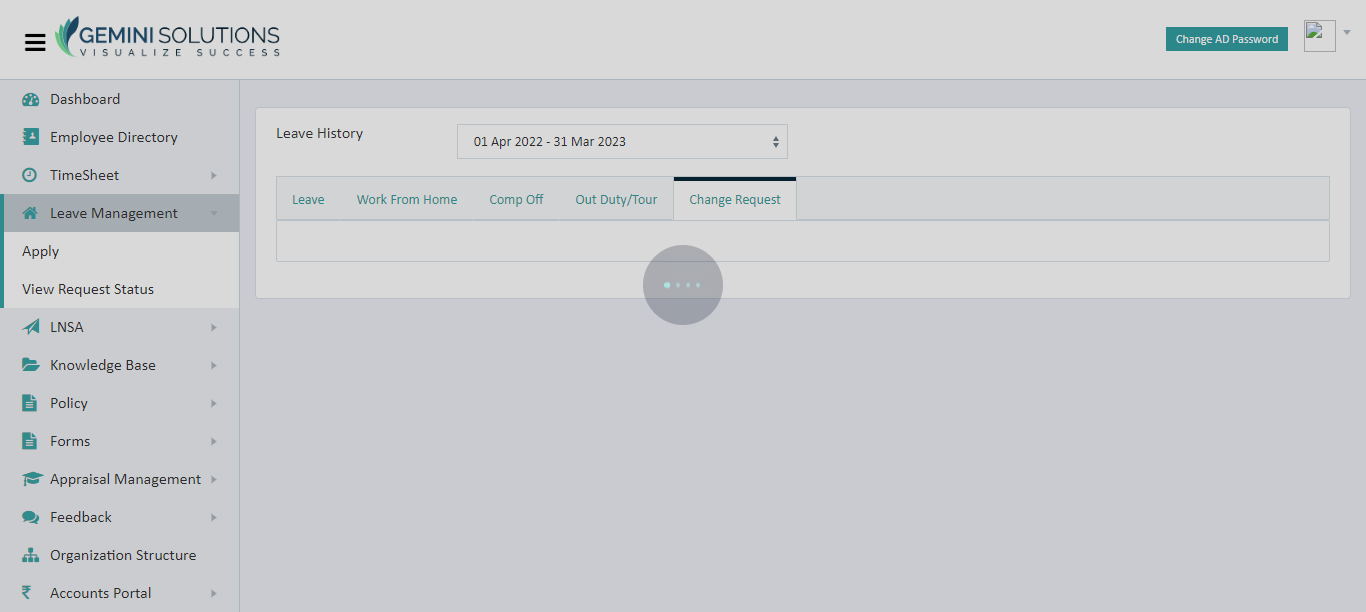 GEMINI SOLUTIONS
VISUALIZE SUCCESS
Change AD Password
Dashboard
Employee Directory
TimeSheet
Leave Management
Apply
View Request Status
LNSA
Knowledge Base
Policy
Forms
Appraisal Management
Feedback
Organization Structure
Accounts Portal
Leave History
01 Apr 2022 - 31 Mar 2023
Leave
Work From Home
Comp Off
Out Duty/Tour
Change Request